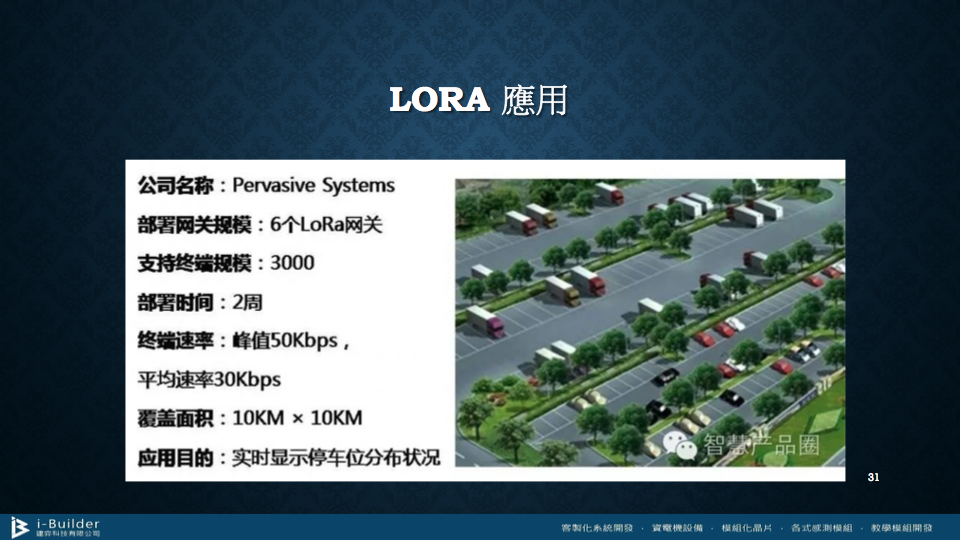 LORA 應用
公司名称：Pervasive Systems
部署网关规模：6个LoRa网关
支持终端规模：3000
部署时间：2周
终端速率：峰值50Kbps，
平均速率30Kbps
覆盖面积：10KM × 10KM
应用目的：实时显示停车位分布状况
智慧产品圈
31
i-Builder
建弈科技有限公司
客製化系統開發 · 資電機設備 · 模組化晶片 · 各式感測模組 · 教學模組開發